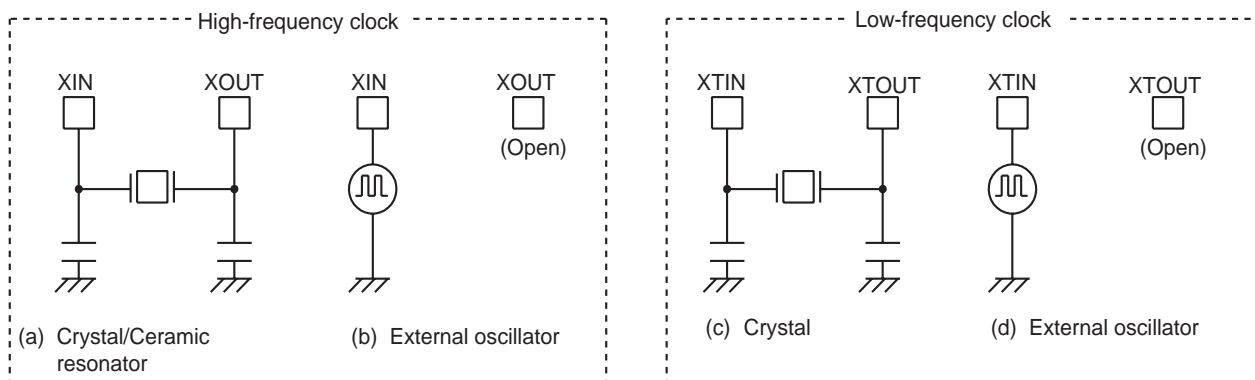 High-frequency clock
XIN
XOUT
XIN
XOUT
(Open)
(a) Crystal/Ceramic
resonator
(b) External oscillator
Low-frequency clock
XTIN
XTOUT
XTIN
XTOUT
(Open)
(c) Crystal
(d) External oscillator